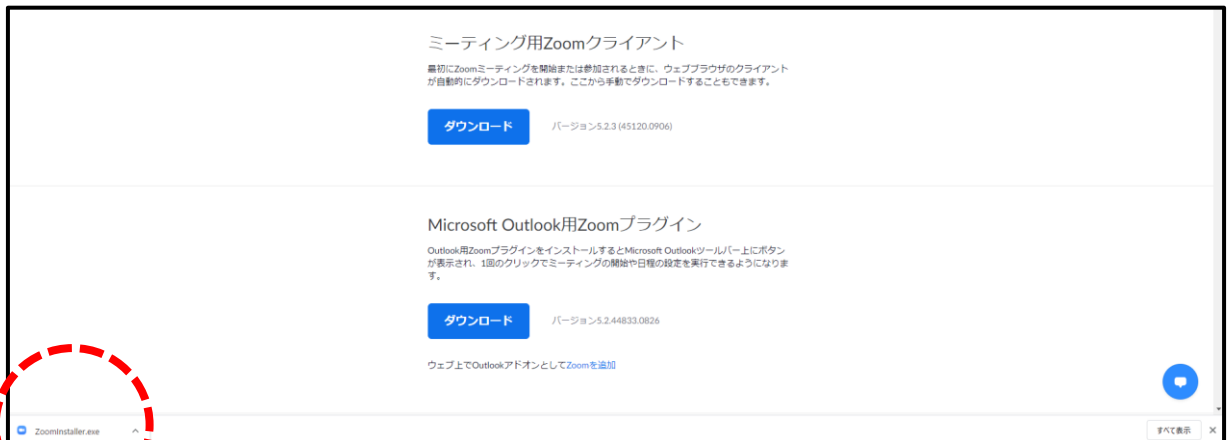 ミーティング用Zoomクライアント
最初にZoomミーティングを開始または参加されるときに、ウェブブラウザのクライアント
が自動的にダウンロードされます。ここから手動でダウンロードすることもできます。
ダウンロード バージョン5.2.3 (45120.0906)
Microsoft Outlook用Zoomプラグイン
Outlook用ZoomプラグインをインストールするとMicrosoft Outlookツールバー上にボタン
が表示され、1回のクリックでミーティングの開始や日程の設定を実行できるようになりま
す。
ダウンロード バージョン5.2.44833.0826
ウェブ上でOutlookアドオンとしてZoomを追加
ZoomInstaller.exe すべて表示